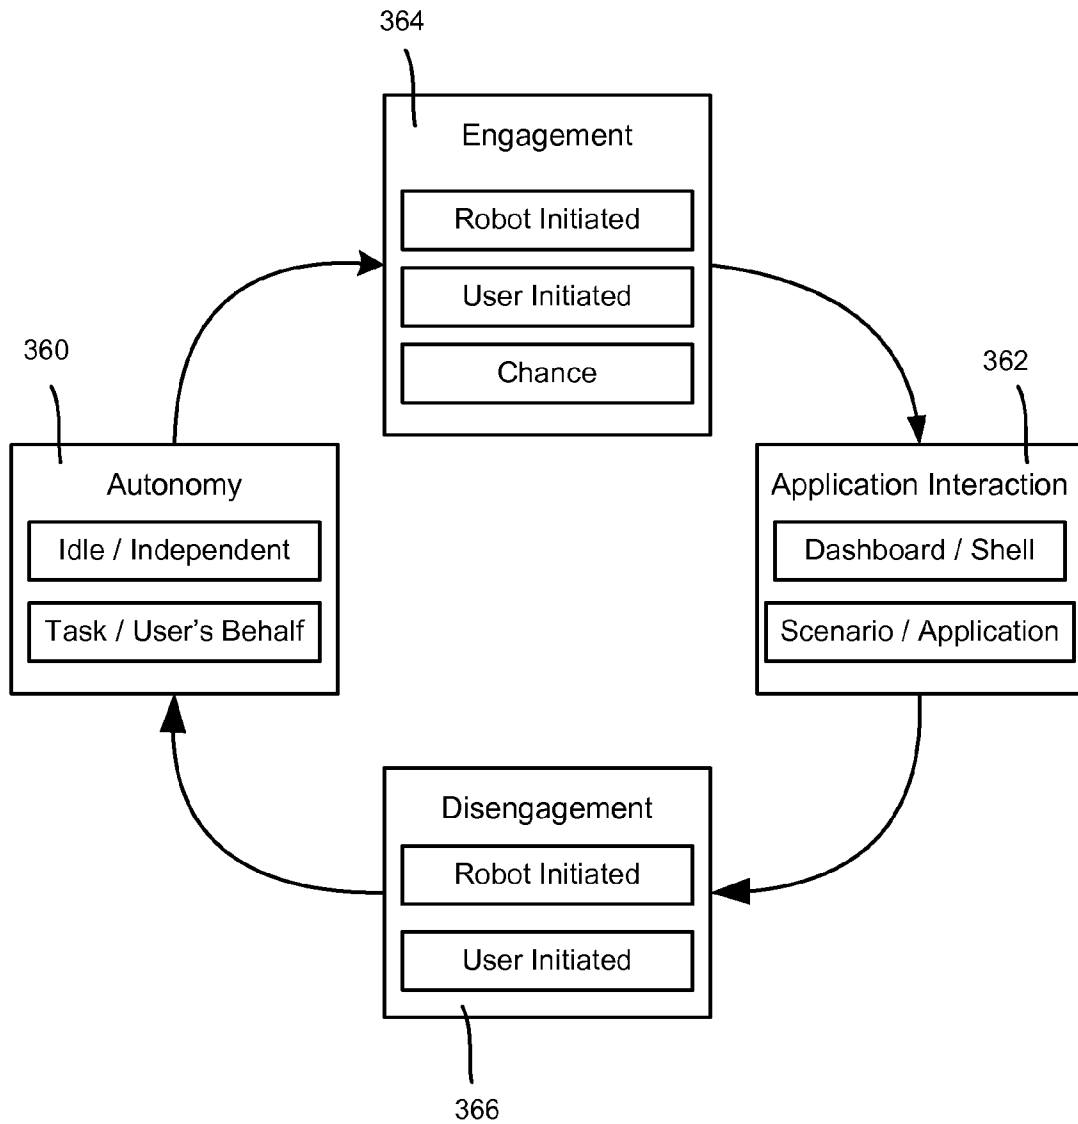 364
Engagement
Robot Initiated
User Initiated
Chance
360
Autonomy
Idle / Independent
Task / User's Behalf
362
Application Interaction
Dashboard / Shell
Scenario / Application
Disengagement
Robot Initiated
User Initiated
366